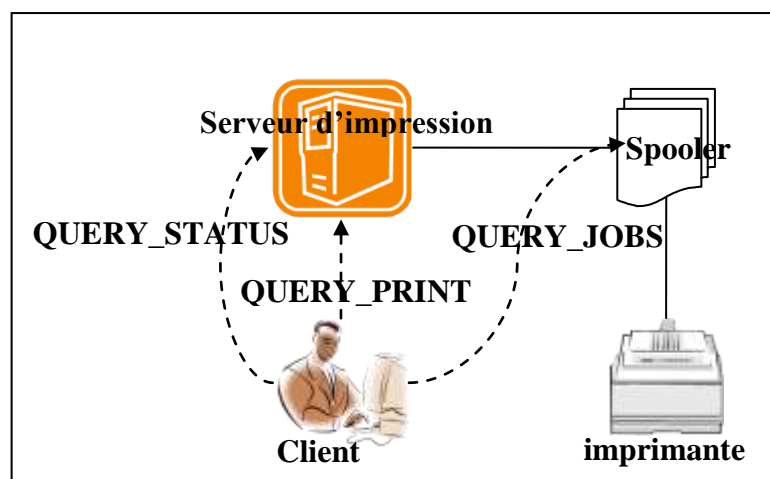 Serveur d’impression
Spooler
QUERY_STATUS
QUERY_JOBS
QUERY_PRINT
Client
imprimante